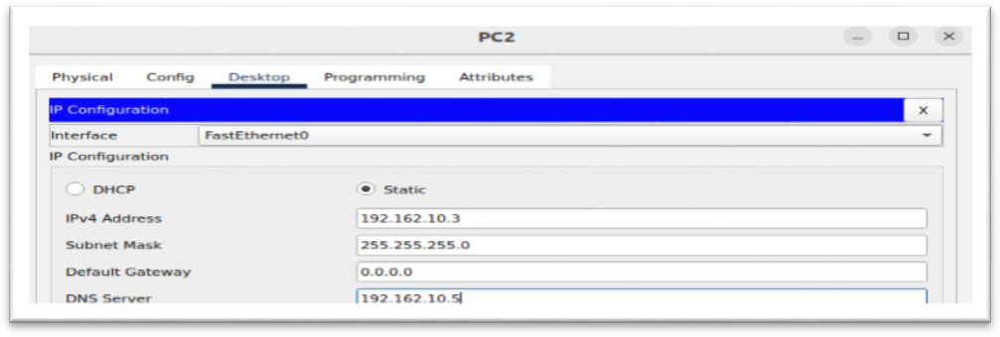 PC2
Physical Config Desktop Programming Attributes
IP Configuration X
Interface FastEthernet0
IP Configuration
DHCP Static
IPv4 Address 192.162.10.3
Subnet Mask 255.255.255.0
Default Gateway 0.0.0.0
DNS Server 192.162.10.5